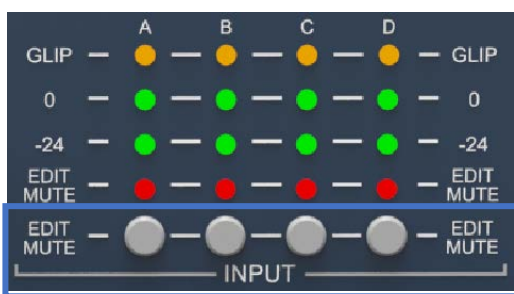 A B C D
GLIP GLIP
0 0
-24 -24
EDIT EDIT
MUTE MUTE
EDIT EDIT
MUTE MUTE
INPUT